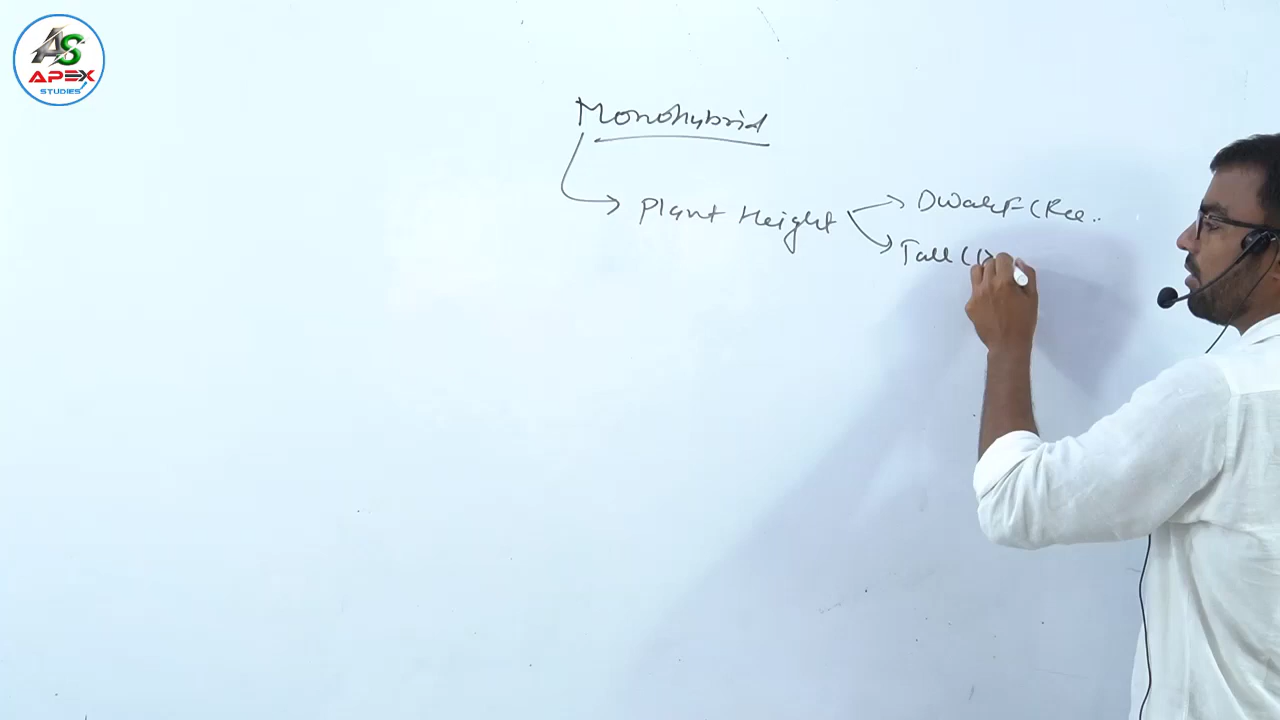 AS
APEX
STUDIES
Monohybrid
Plant Height
Dwarf (Rec..
Tall (D